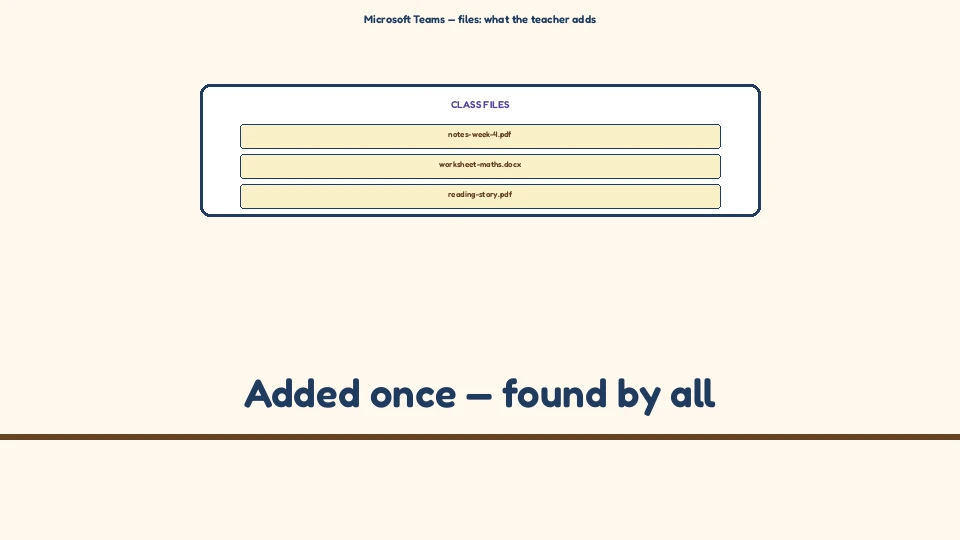 Microsoft Teams — files: what the teacher adds
CLASS FILES
notes-week-4.pdf
worksheet-maths.docx
reading-story.pdf
Added once — found by all